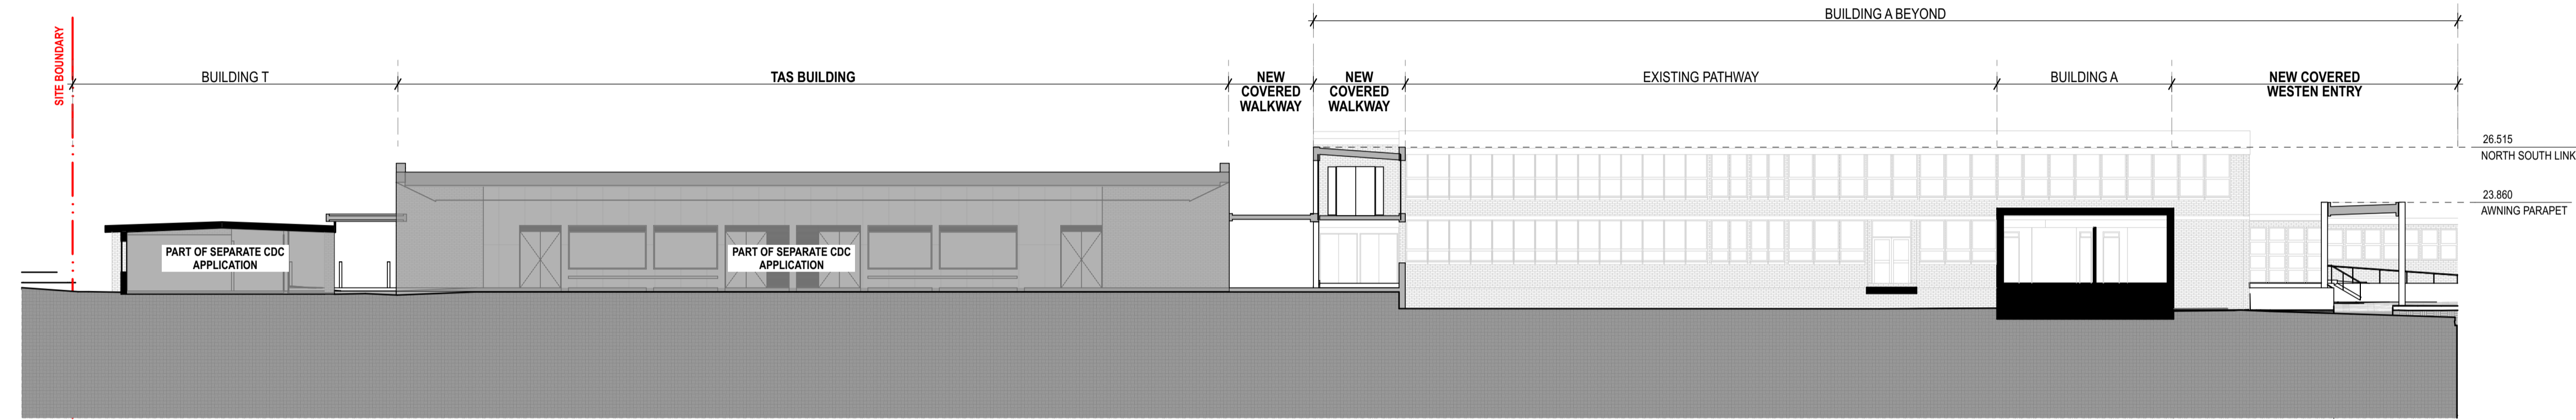 BUILDING A BEYOND
SITE BOUNDARY
BUILDING T
TAS BUILDING
NEW
COVERED
WALKWAY
NEW
COVERED
WALKWAY
EXISTING PATHWAY
BUILDING A
NEW COVERED
WESTEN ENTRY
26.515
NORTH SOUTH LINK
23.860
AWNING PARAPET
PART OF SEPARATE CDC
APPLICATION
PART OF SEPARATE CDC
APPLICATION